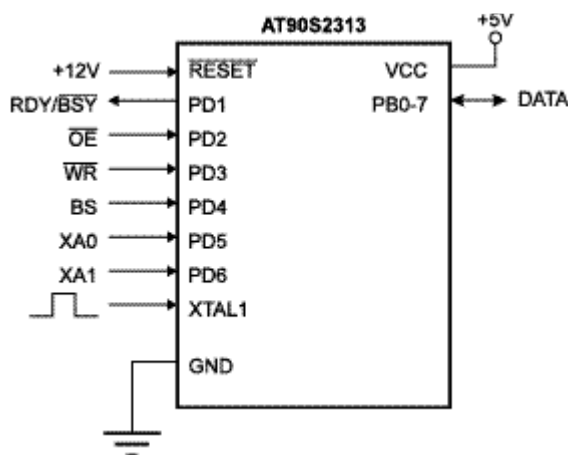 AT90S2313
+5V
+12V RESET VCC
RDY/BSY PD1 PB0-7 DATA
OE PD2
WR PD3
BS PD4
XA0 PD5
XA1 PD6
XTAL1
GND